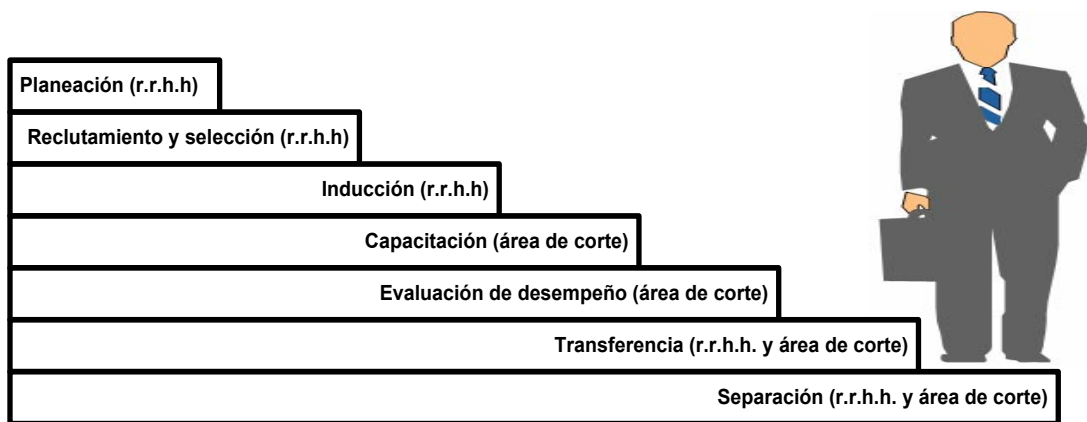 Planeación (r.r.h.h)
Reclutamiento y selección (r.r.h.h)
Inducción (r.r.h.h)
Capacitación (área de corte)
Evaluación de desempeño (área de corte)
Transferencia (r.r.h.h. y área de corte)
Separación (r.r.h.h. y área de corte)